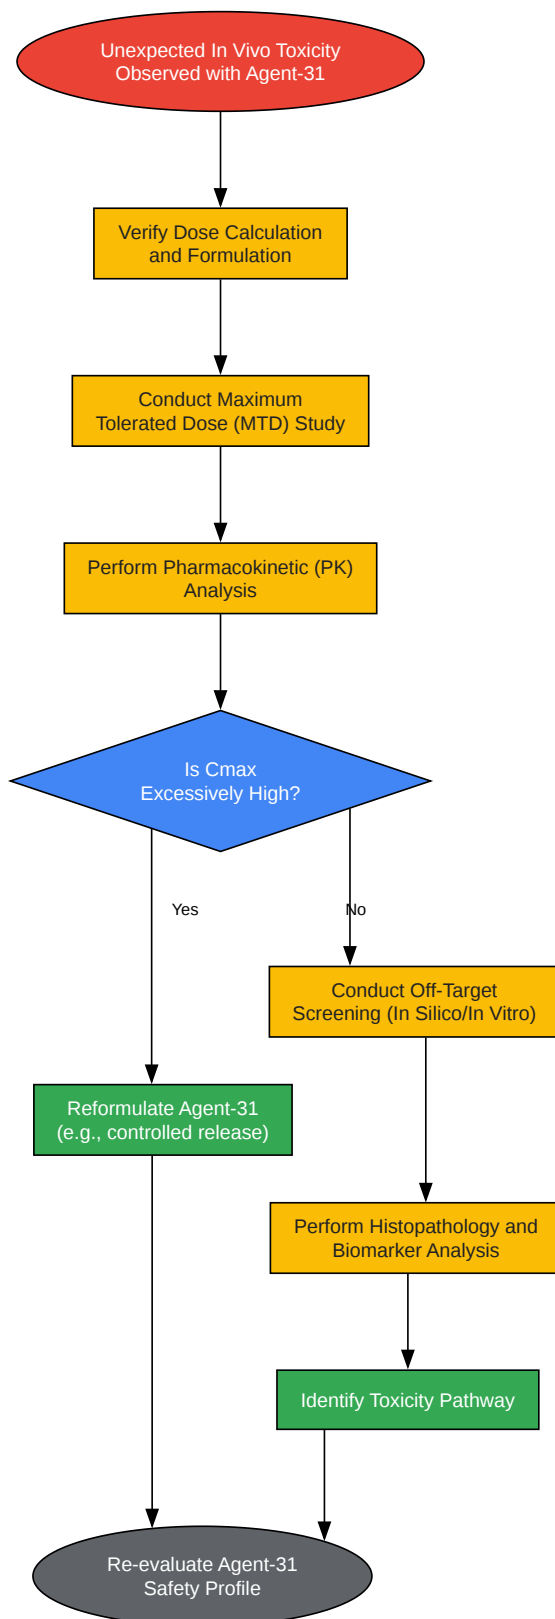 Unexpected In Vivo Toxicity
Observed with Agent-31
Verify Dose Calculation
and Formulation
Conduct Maximum
Tolerated Dose (MTD) Study
Perform Pharmacokinetic (PK)
Analysis
Is Cmax
Excessively High?
Yes
No
Conduct Off-Target
Screening (In Silico/In Vitro)
Reformulate Agent-31
(e.g., controlled release)
Perform Histopathology and
Biomarker Analysis
Identify Toxicity Pathway
Re-evaluate Agent-31
Safety Profile